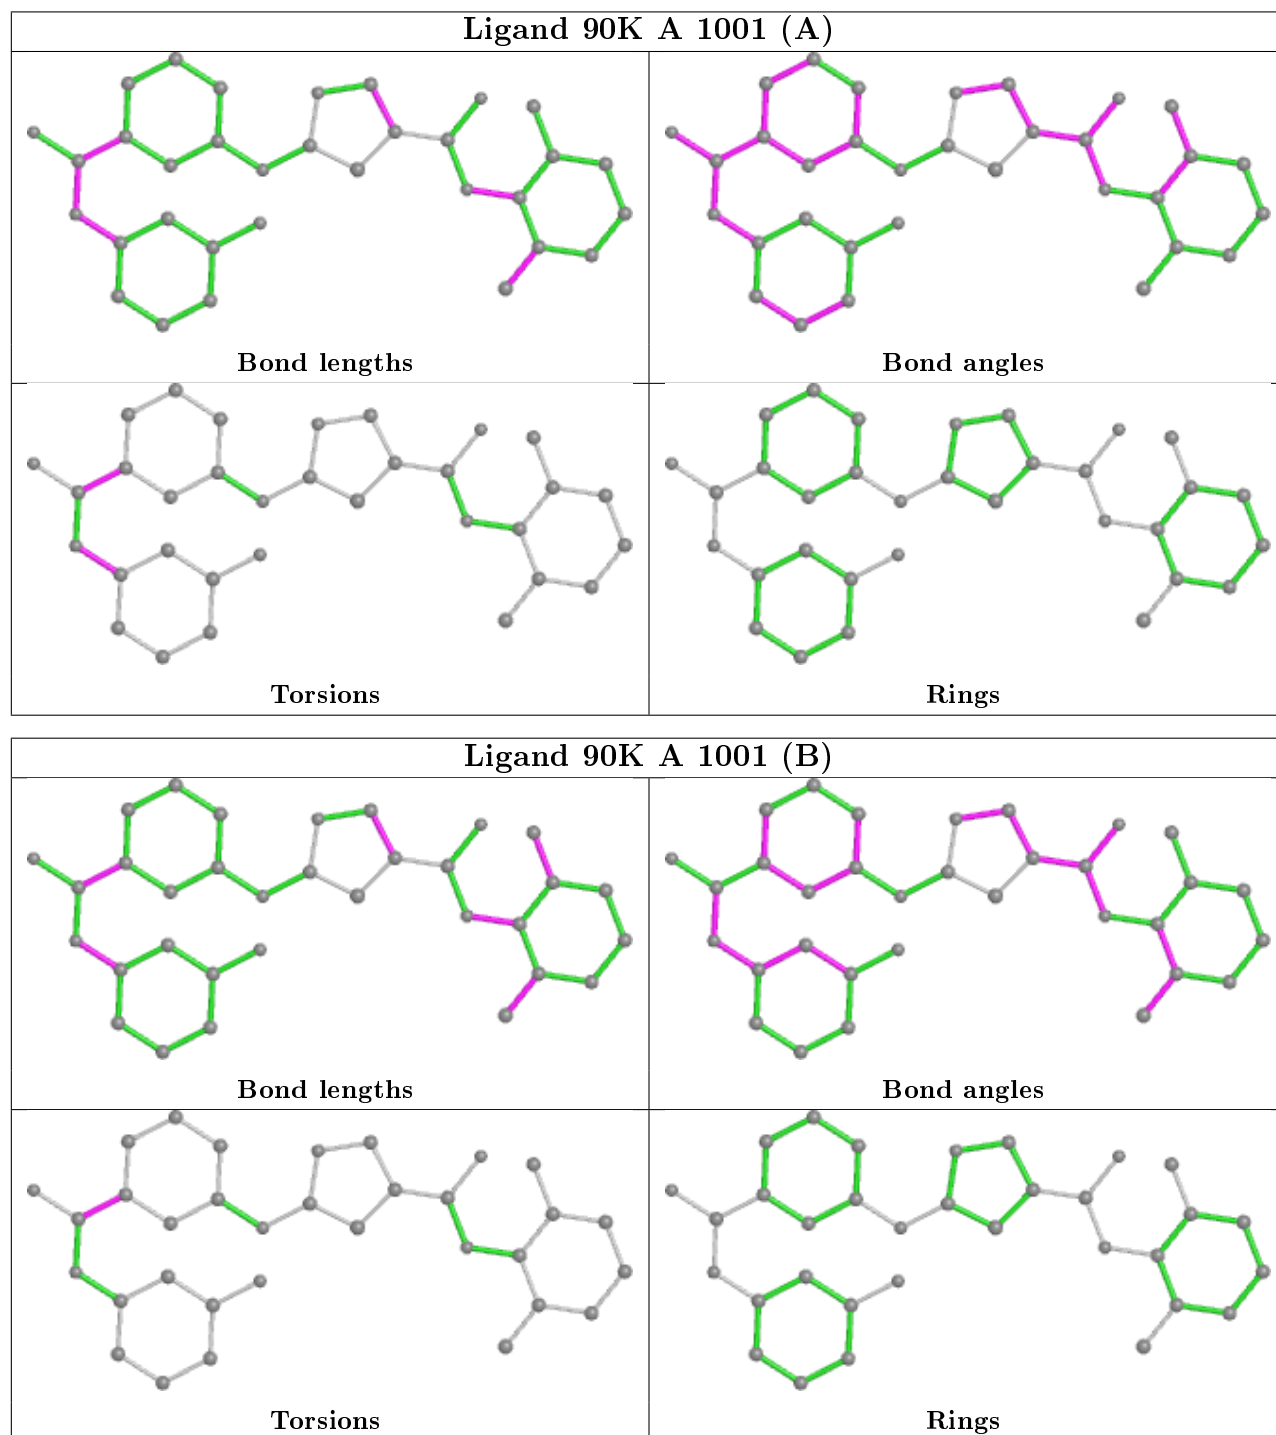 Ligand 90K A 1001 (A)
Bond lengths
Bond angles
Torsions
Rings
Ligand 90K A 1001 (B)
Bond lengths
Bond angles
Torsions
Rings